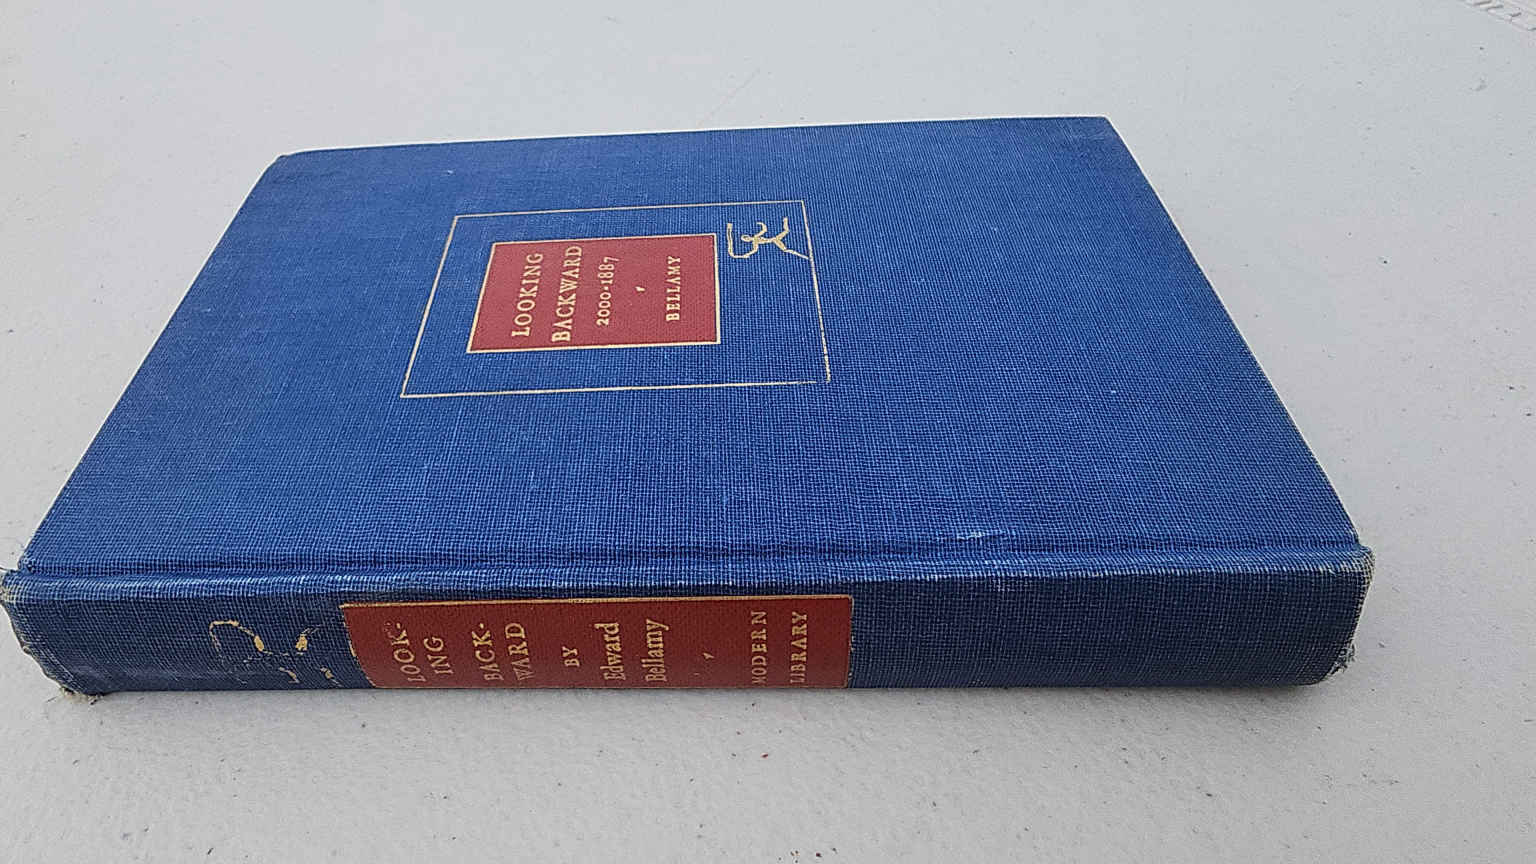 LOOKING
BACKWARD
2000-1887
BELLAMY
LOOK-
ING
BACK-
WARD
BY
Edward
Bellamy
MODERN
LIBRARY